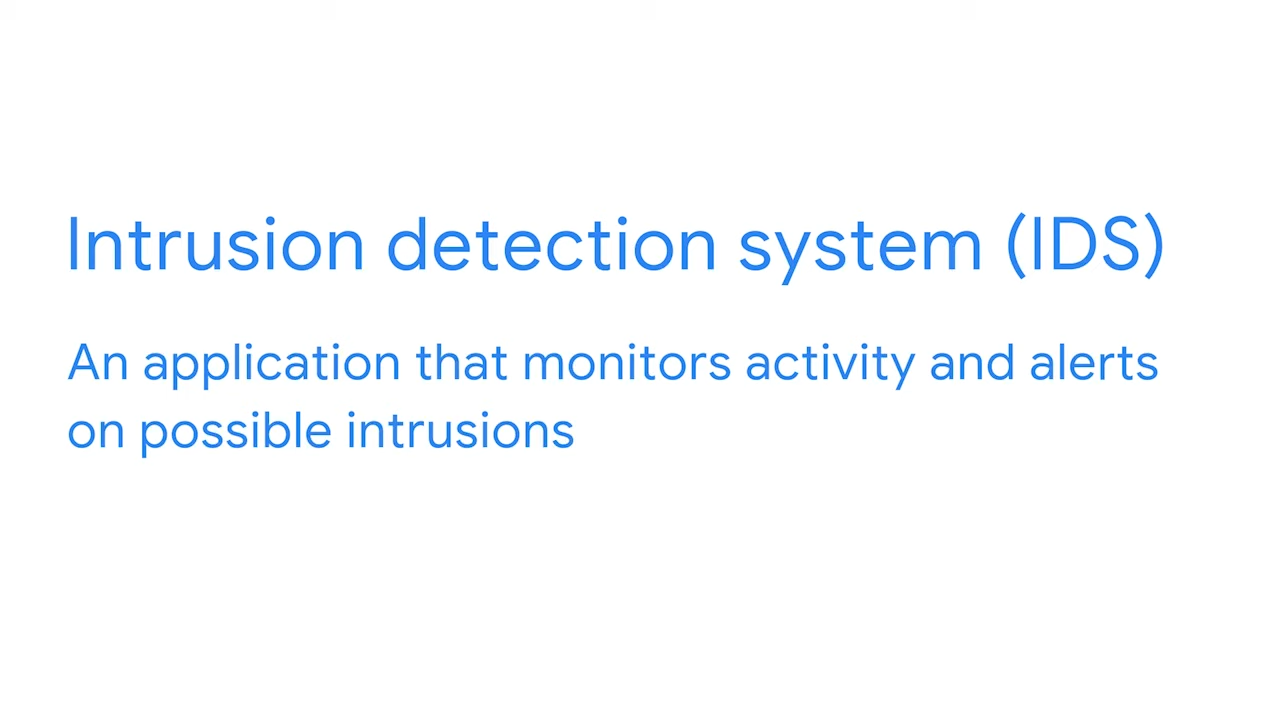 Intrusion detection system (IDS)
An application that monitors activity and alerts
on possible intrusions